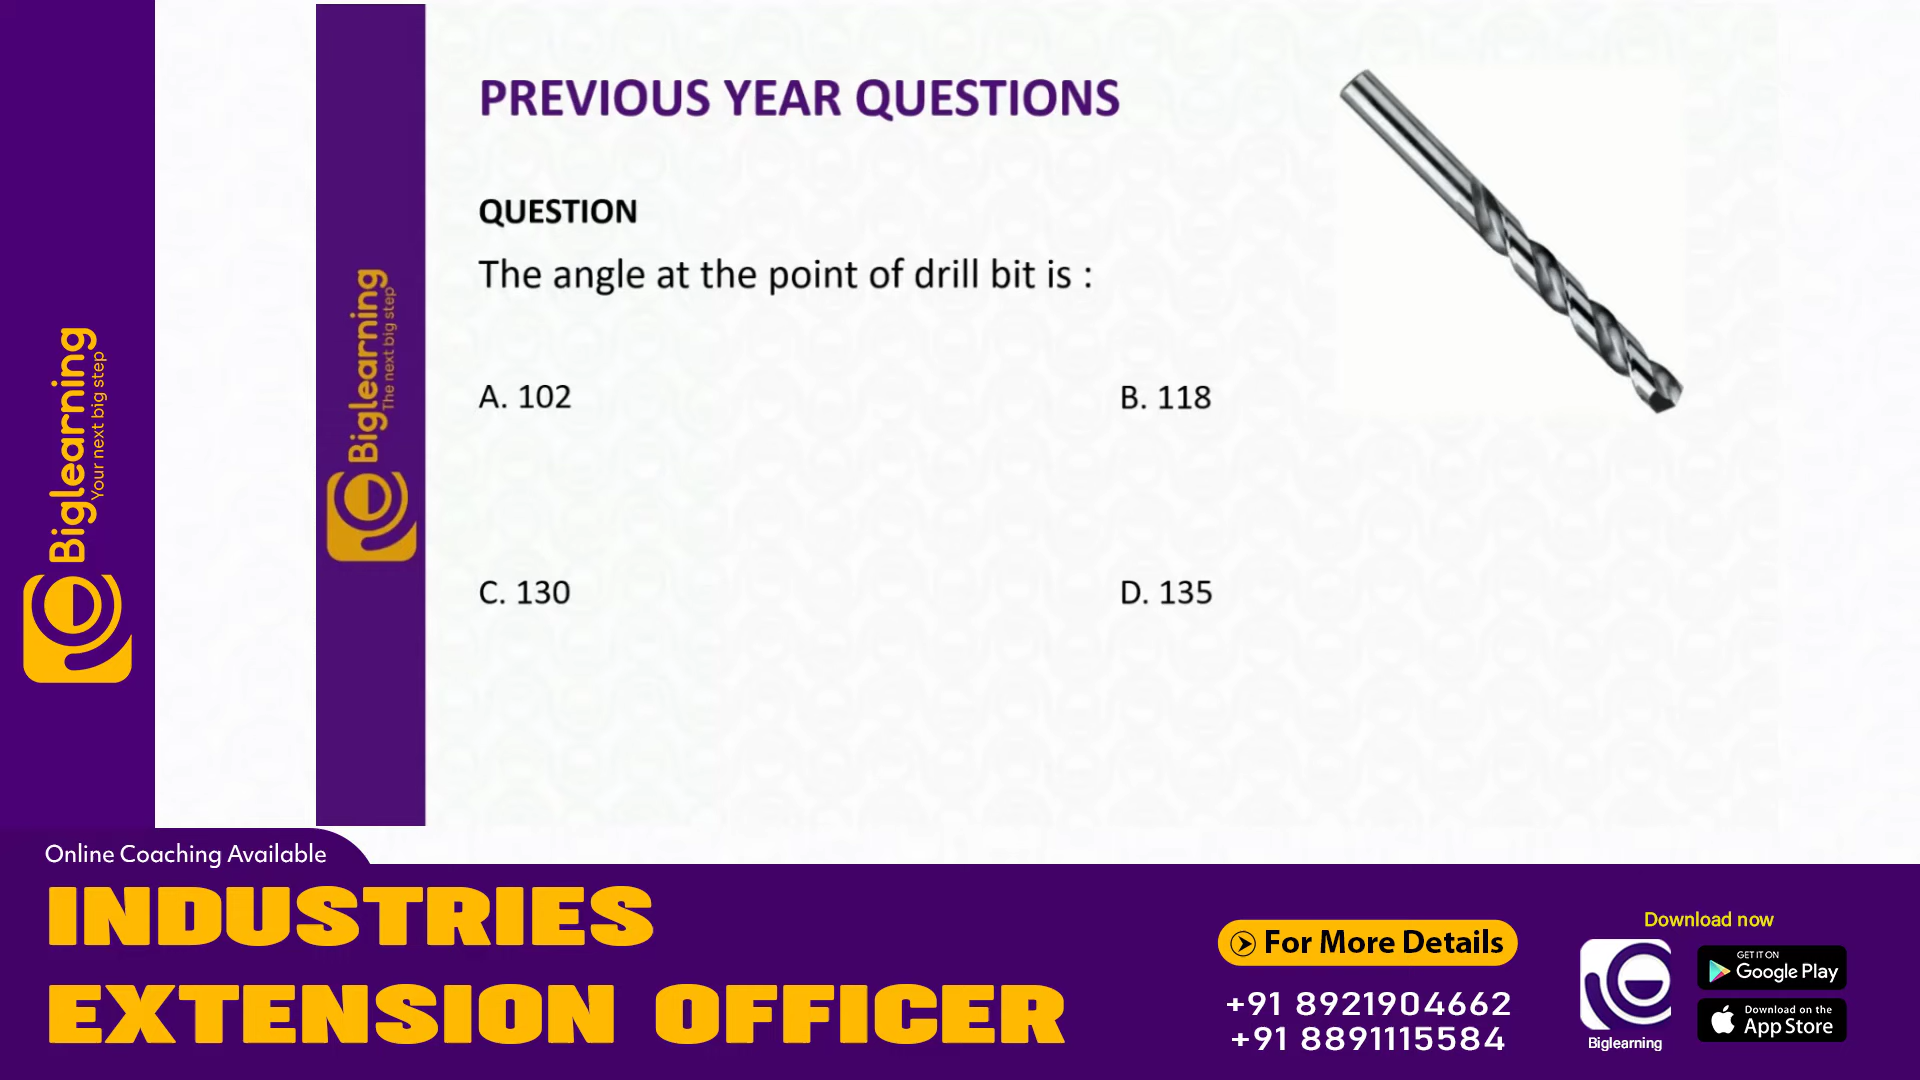 PREVIOUS YEAR QUESTIONS
QUESTION
The angle at the point of drill bit is :
A. 102
B. 118
C. 130
D. 135
Biglearning
Your next big step
Biglearning
The next big step
Online Coaching Available
INDUSTRIES
EXTENSION OFFICER
For More Details
+91 8921904662
+91 8891115584
Download now
Biglearning
GET IT ON
Google Play
Download on the
App Store